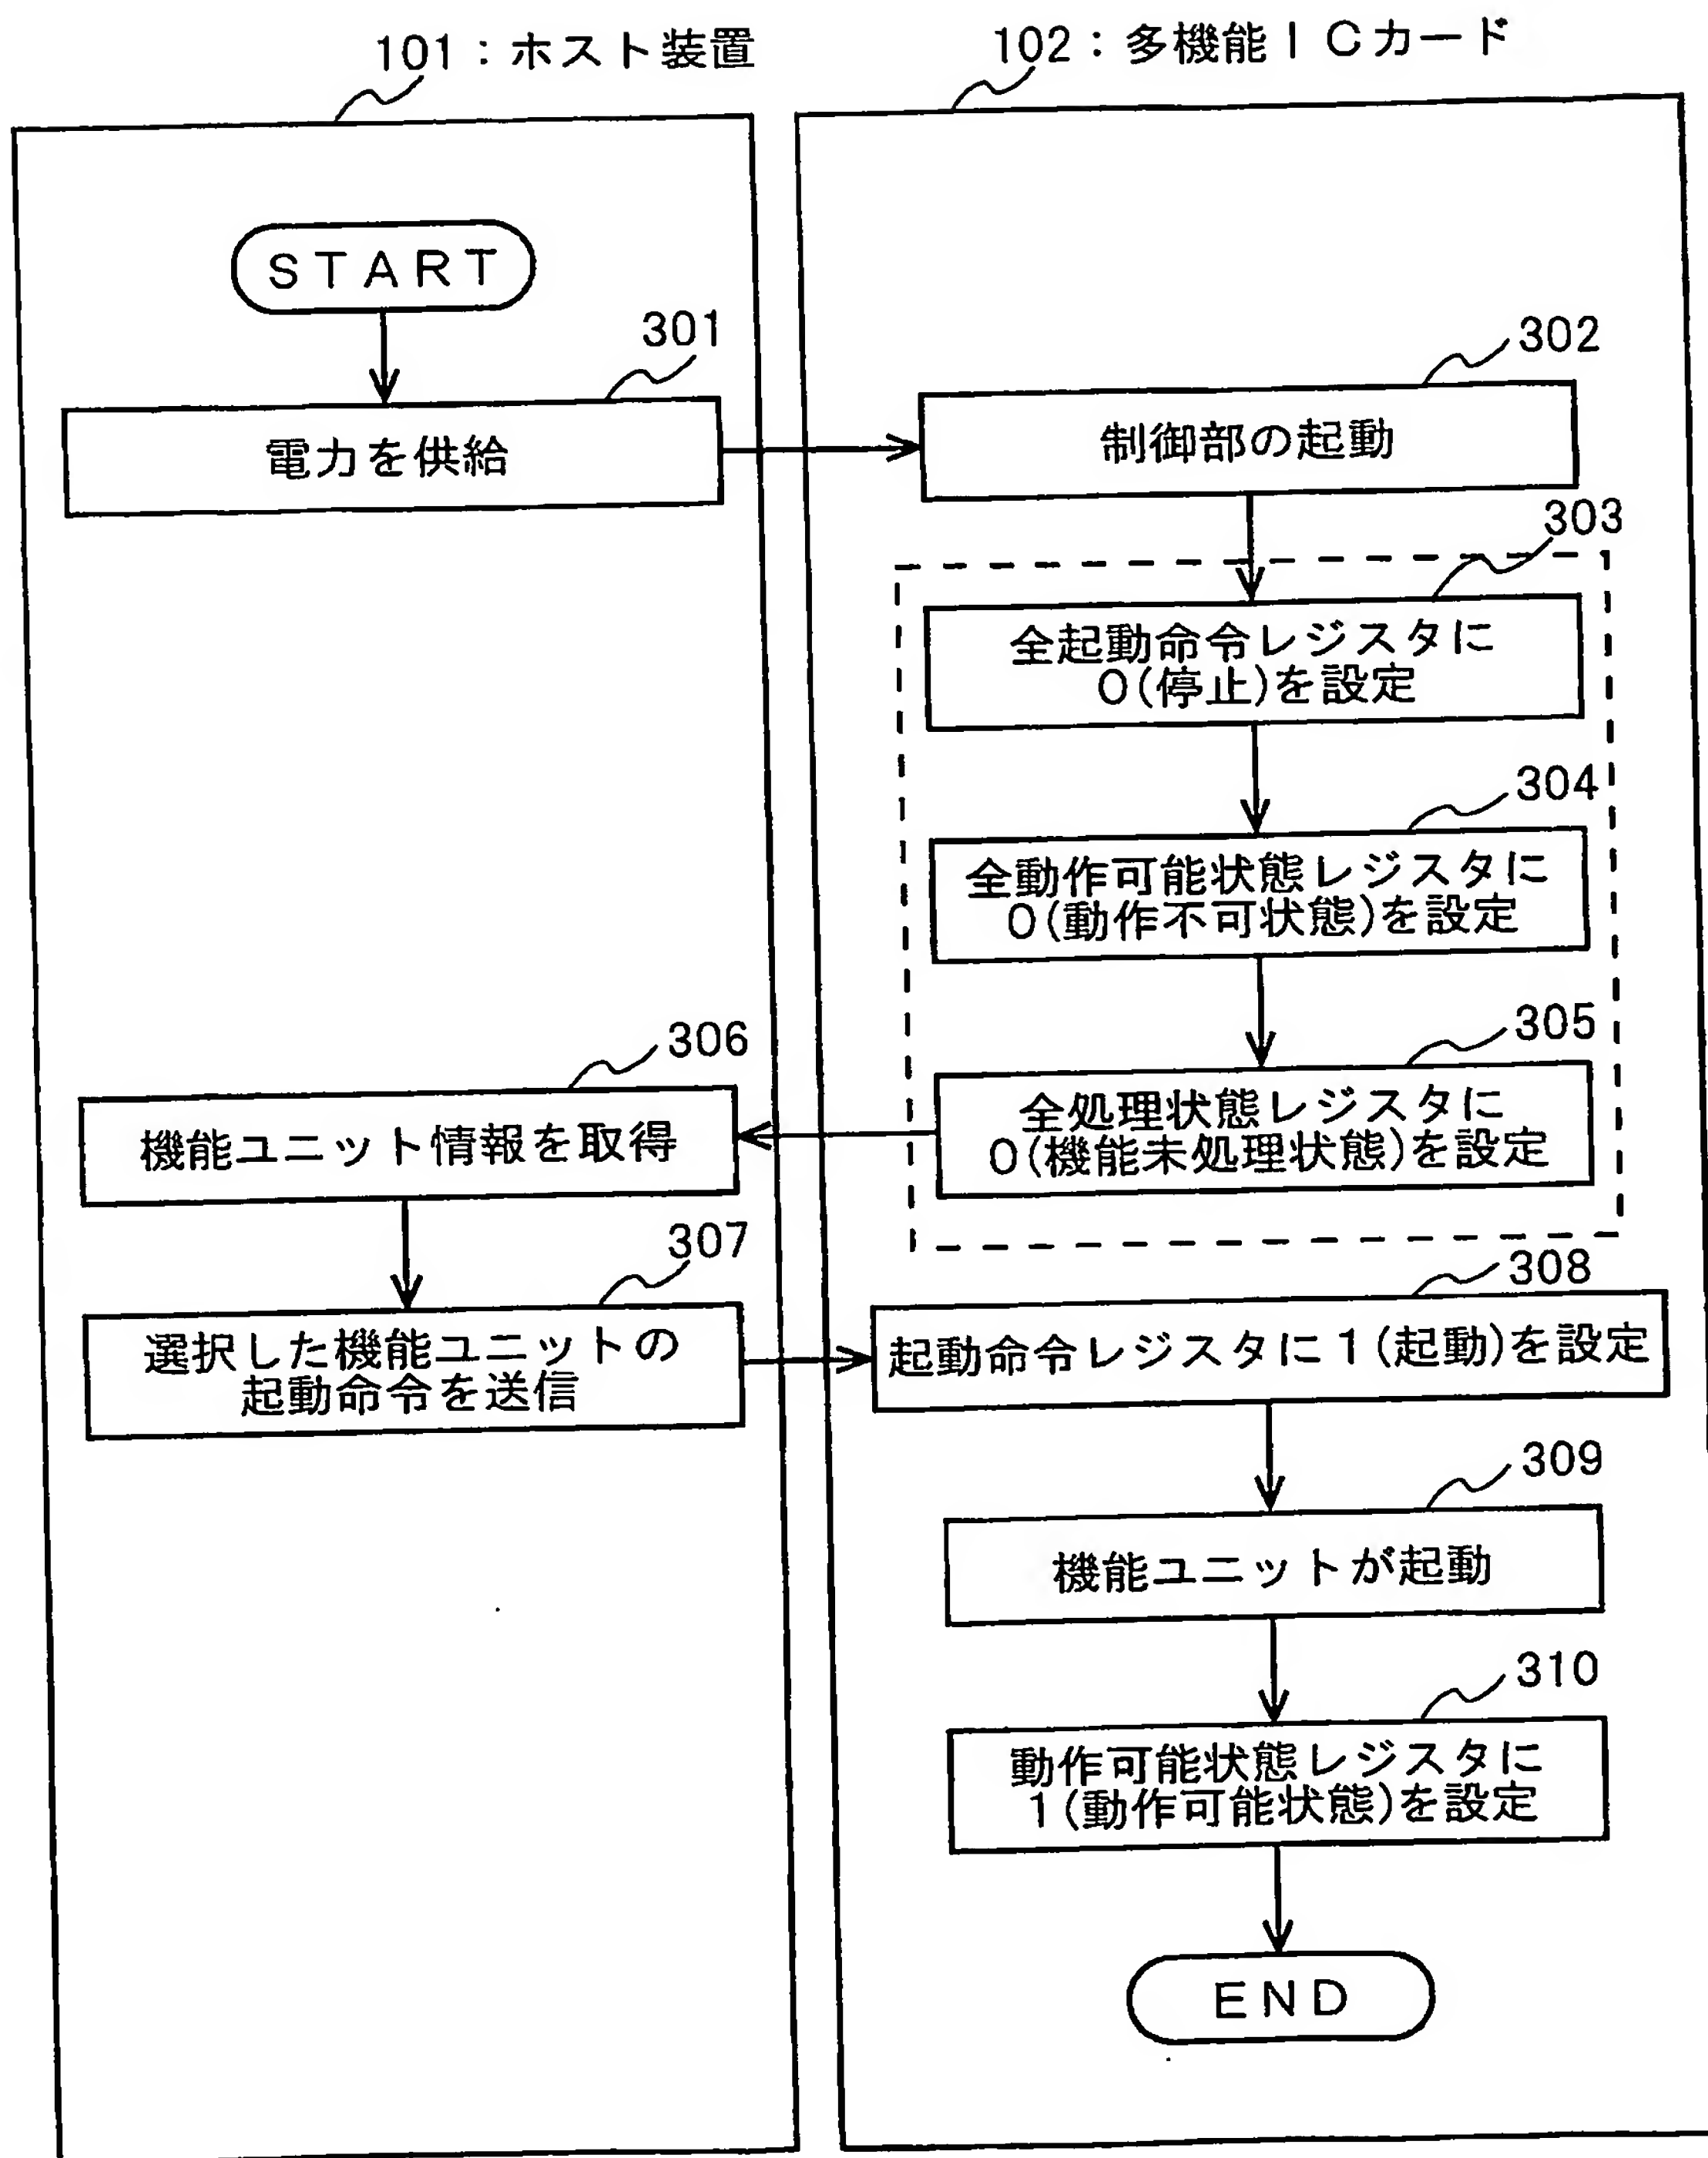 101：ホスト装置
102：多機能ＩＣカード
ＳＴＡＲＴ
301
電力を供給
302
制御部の起動
303
全起動命令レジスタに
0(停止)を設定
304
全動作可能状態レジスタに
0(動作不可状態)を設定
305
全処理状態レジスタに
0(機能未処理状態)を設定
306
機能ユニット情報を取得
307
選択した機能ユニットの
起動命令を送信
308
起動命令レジスタに1(起動)を設定
309
機能ユニットが起動
310
動作可能状態レジスタに
1(動作可能状態)を設定
ＥＮＤ